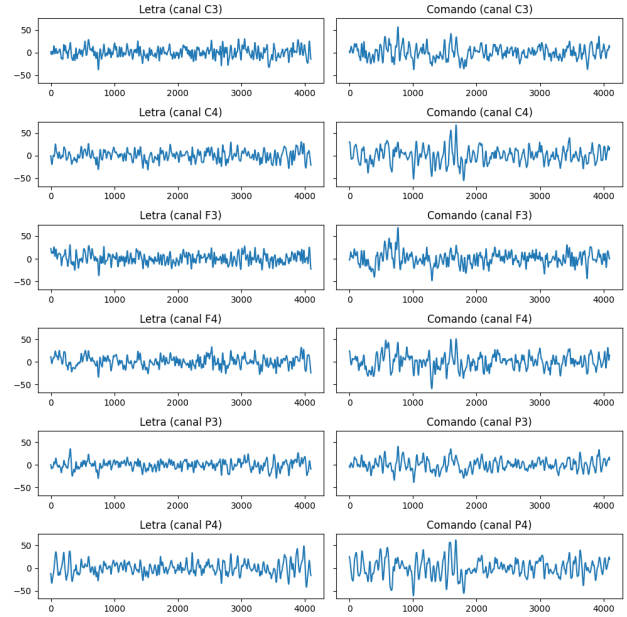 Letra (canal C3)
Comando (canal C3)
50
0
−50
0 1000 2000 3000 4000
0 1000 2000 3000 4000
Letra (canal C4)
Comando (canal C4)
50
0
−50
0 1000 2000 3000 4000
0 1000 2000 3000 4000
Letra (canal F3)
Comando (canal F3)
50
0
−50
0 1000 2000 3000 4000
0 1000 2000 3000 4000
Letra (canal F4)
Comando (canal F4)
50
0
−50
0 1000 2000 3000 4000
0 1000 2000 3000 4000
Letra (canal P3)
Comando (canal P3)
50
0
−50
0 1000 2000 3000 4000
0 1000 2000 3000 4000
Letra (canal P4)
Comando (canal P4)
50
0
−50
0 1000 2000 3000 4000
0 1000 2000 3000 4000